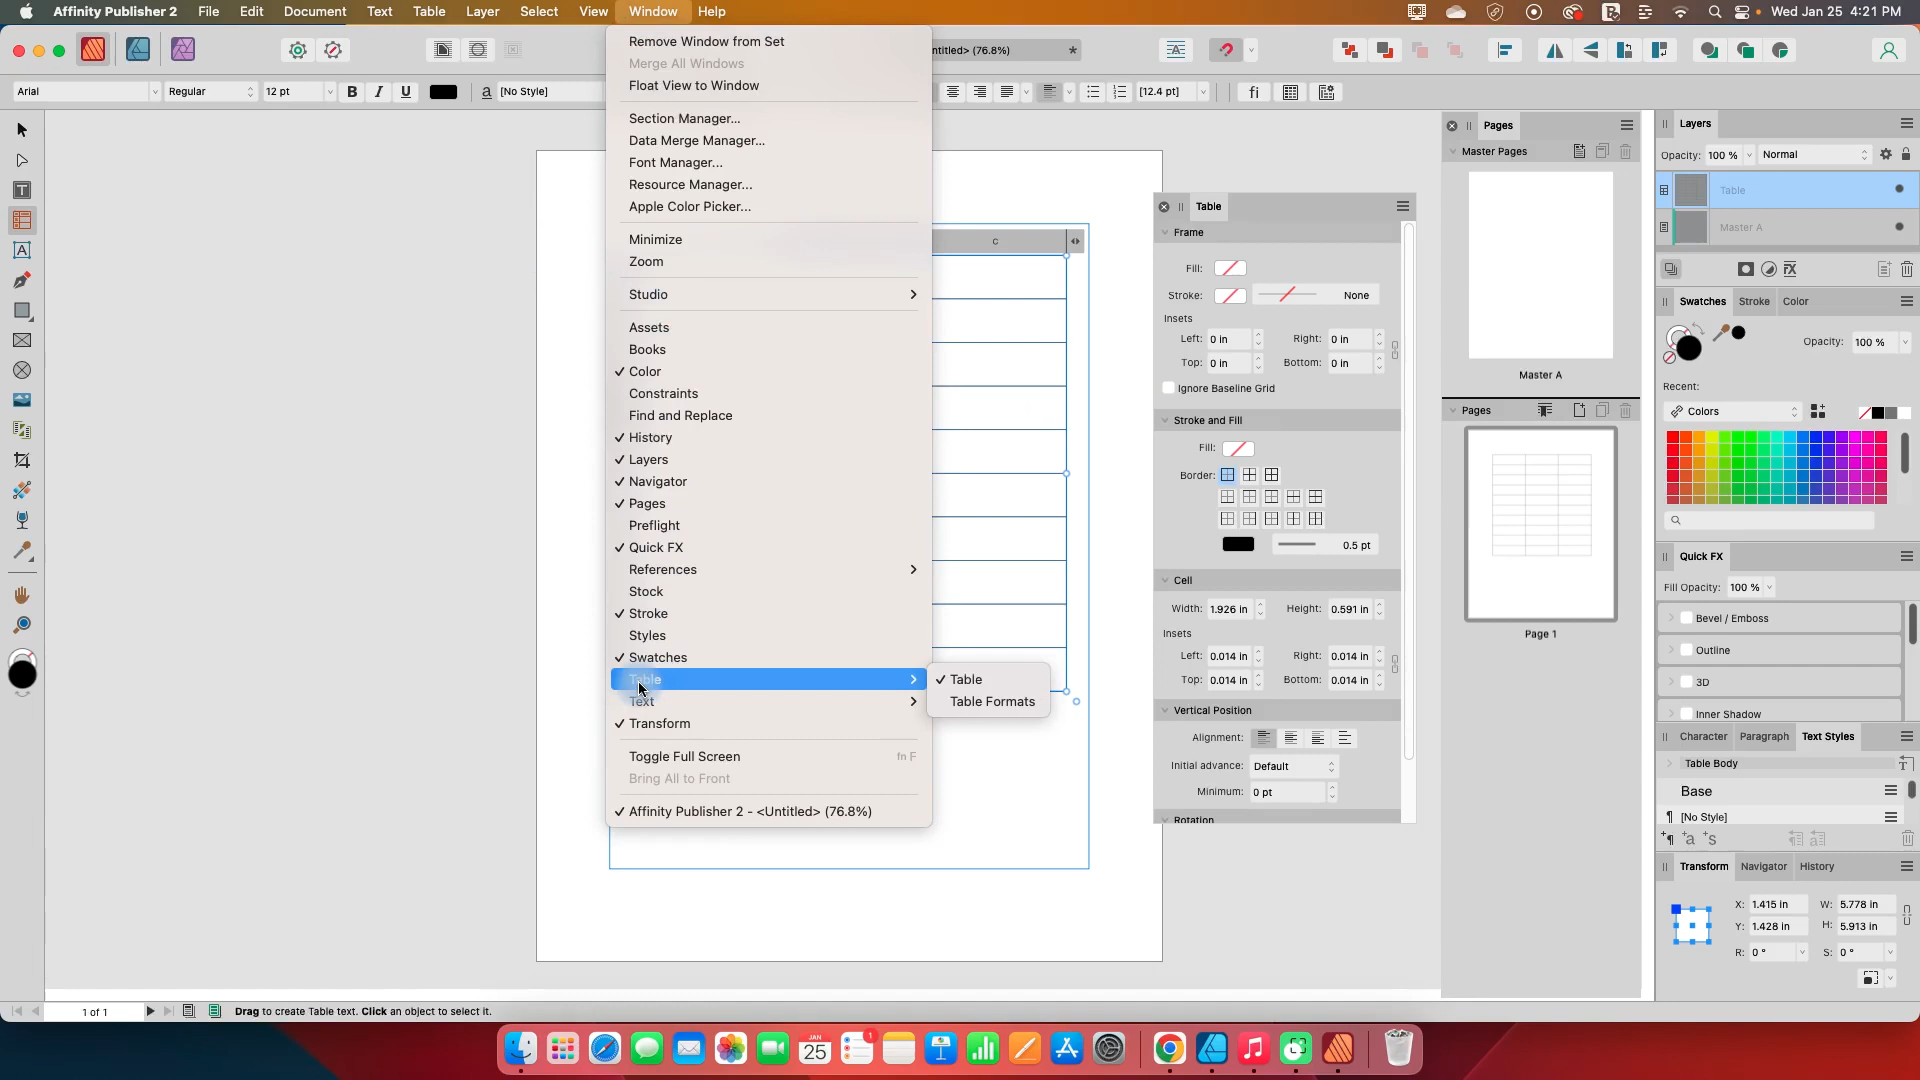 Affinity Publisher 2 File Edit Document Text Table Layer Select View Window Help Wed Jan 25 4:21 PM
ntitled> (76.8%) *
Arial Regular 12 pt B I U a [No Style] [12.4 pt] fi
Remove Window from Set
Merge All Windows
Float View to Window
Section Manager...
Data Merge Manager...
Font Manager...
Resource Manager...
Apple Color Picker...
Minimize
Zoom
Studio
Assets
Books
✓ Color
Constraints
Find and Replace
✓ History
✓ Layers
✓ Navigator
✓ Pages
Preflight
✓ Quick FX
References
Stock
✓ Stroke
Styles
✓ Swatches
Table
Text
✓ Transform
Toggle Full Screen fn F
Bring All to Front
✓ Affinity Publisher 2 - <Untitled> (76.8%)
✓ Table
Table Formats
C
Table
Frame
Fill:
Stroke: None
Insets
Left: 0 in Right: 0 in
Top: 0 in Bottom: 0 in
Ignore Baseline Grid
Stroke and Fill
Fill:
Border:
0.5 pt
Cell
Width: 1.926 in Height: 0.591 in
Insets
Left: 0.014 in Right: 0.014 in
Top: 0.014 in Bottom: 0.014 in
Vertical Position
Alignment:
Initial advance: Default
Minimum: 0 pt
Rotation
Pages
Master Pages
Master A
Pages
Page 1
Layers
Opacity: 100 % Normal
Table
Master A
FX
Swatches Stroke Color
Opacity: 100 %
Recent:
Colors
Quick FX
Fill Opacity: 100 %
Bevel / Emboss
Outline
3D
Inner Shadow
Character Paragraph Text Styles
Table Body
Base
¶ [No Style]
Transform Navigator History
X: 1.415 in W: 5.778 in
Y: 1.428 in H: 5.913 in
R: 0 ° S: 0 °
1 of 1 Drag to create Table text. Click an object to select it.
JAN
25
1